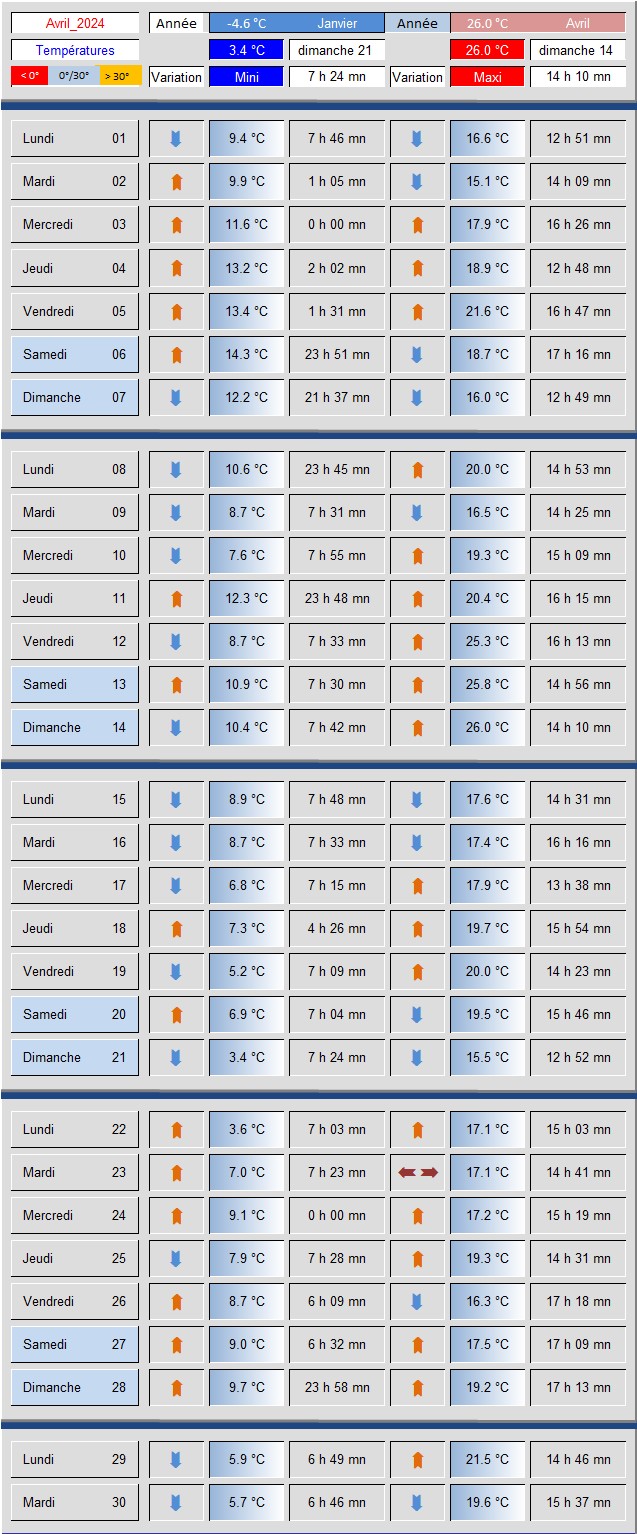 Avril_2024 Année -4.6 °C Janvier Année 26.0 °C Avril
Températures 3.4 °C dimanche 21 26.0 °C dimanche 14
< 0° 0°/30° > 30° Variation Mini 7 h 24 mn Variation Maxi 14 h 10 mn
Lundi 01 9.4 °C 7 h 46 mn 16.6 °C 12 h 51 mn
Mardi 02 9.9 °C 1 h 05 mn 15.1 °C 14 h 09 mn
Mercredi 03 11.6 °C 0 h 00 mn 17.9 °C 16 h 26 mn
Jeudi 04 13.2 °C 2 h 02 mn 18.9 °C 12 h 48 mn
Vendredi 05 13.4 °C 1 h 31 mn 21.6 °C 16 h 47 mn
Samedi 06 14.3 °C 23 h 51 mn 18.7 °C 17 h 16 mn
Dimanche 07 12.2 °C 21 h 37 mn 16.0 °C 12 h 49 mn
Lundi 08 10.6 °C 23 h 45 mn 20.0 °C 14 h 53 mn
Mardi 09 8.7 °C 7 h 31 mn 16.5 °C 14 h 25 mn
Mercredi 10 7.6 °C 7 h 55 mn 19.3 °C 15 h 09 mn
Jeudi 11 12.3 °C 23 h 48 mn 20.4 °C 16 h 15 mn
Vendredi 12 8.7 °C 7 h 33 mn 25.3 °C 16 h 13 mn
Samedi 13 10.9 °C 7 h 30 mn 25.8 °C 14 h 56 mn
Dimanche 14 10.4 °C 7 h 42 mn 26.0 °C 14 h 10 mn
Lundi 15 8.9 °C 7 h 48 mn 17.6 °C 14 h 31 mn
Mardi 16 8.7 °C 7 h 33 mn 17.4 °C 16 h 16 mn
Mercredi 17 6.8 °C 7 h 15 mn 17.9 °C 13 h 38 mn
Jeudi 18 7.3 °C 4 h 26 mn 19.7 °C 15 h 54 mn
Vendredi 19 5.2 °C 7 h 09 mn 20.0 °C 14 h 23 mn
Samedi 20 6.9 °C 7 h 04 mn 19.5 °C 15 h 46 mn
Dimanche 21 3.4 °C 7 h 24 mn 15.5 °C 12 h 52 mn
Lundi 22 3.6 °C 7 h 03 mn 17.1 °C 15 h 03 mn
Mardi 23 7.0 °C 7 h 23 mn 17.1 °C 14 h 41 mn
Mercredi 24 9.1 °C 0 h 00 mn 17.2 °C 15 h 19 mn
Jeudi 25 7.9 °C 7 h 28 mn 19.3 °C 14 h 31 mn
Vendredi 26 8.7 °C 6 h 09 mn 16.3 °C 17 h 18 mn
Samedi 27 9.0 °C 6 h 32 mn 17.5 °C 17 h 09 mn
Dimanche 28 9.7 °C 23 h 58 mn 19.2 °C 17 h 13 mn
Lundi 29 5.9 °C 6 h 49 mn 21.5 °C 14 h 46 mn
Mardi 30 5.7 °C 6 h 46 mn 19.6 °C 15 h 37 mn